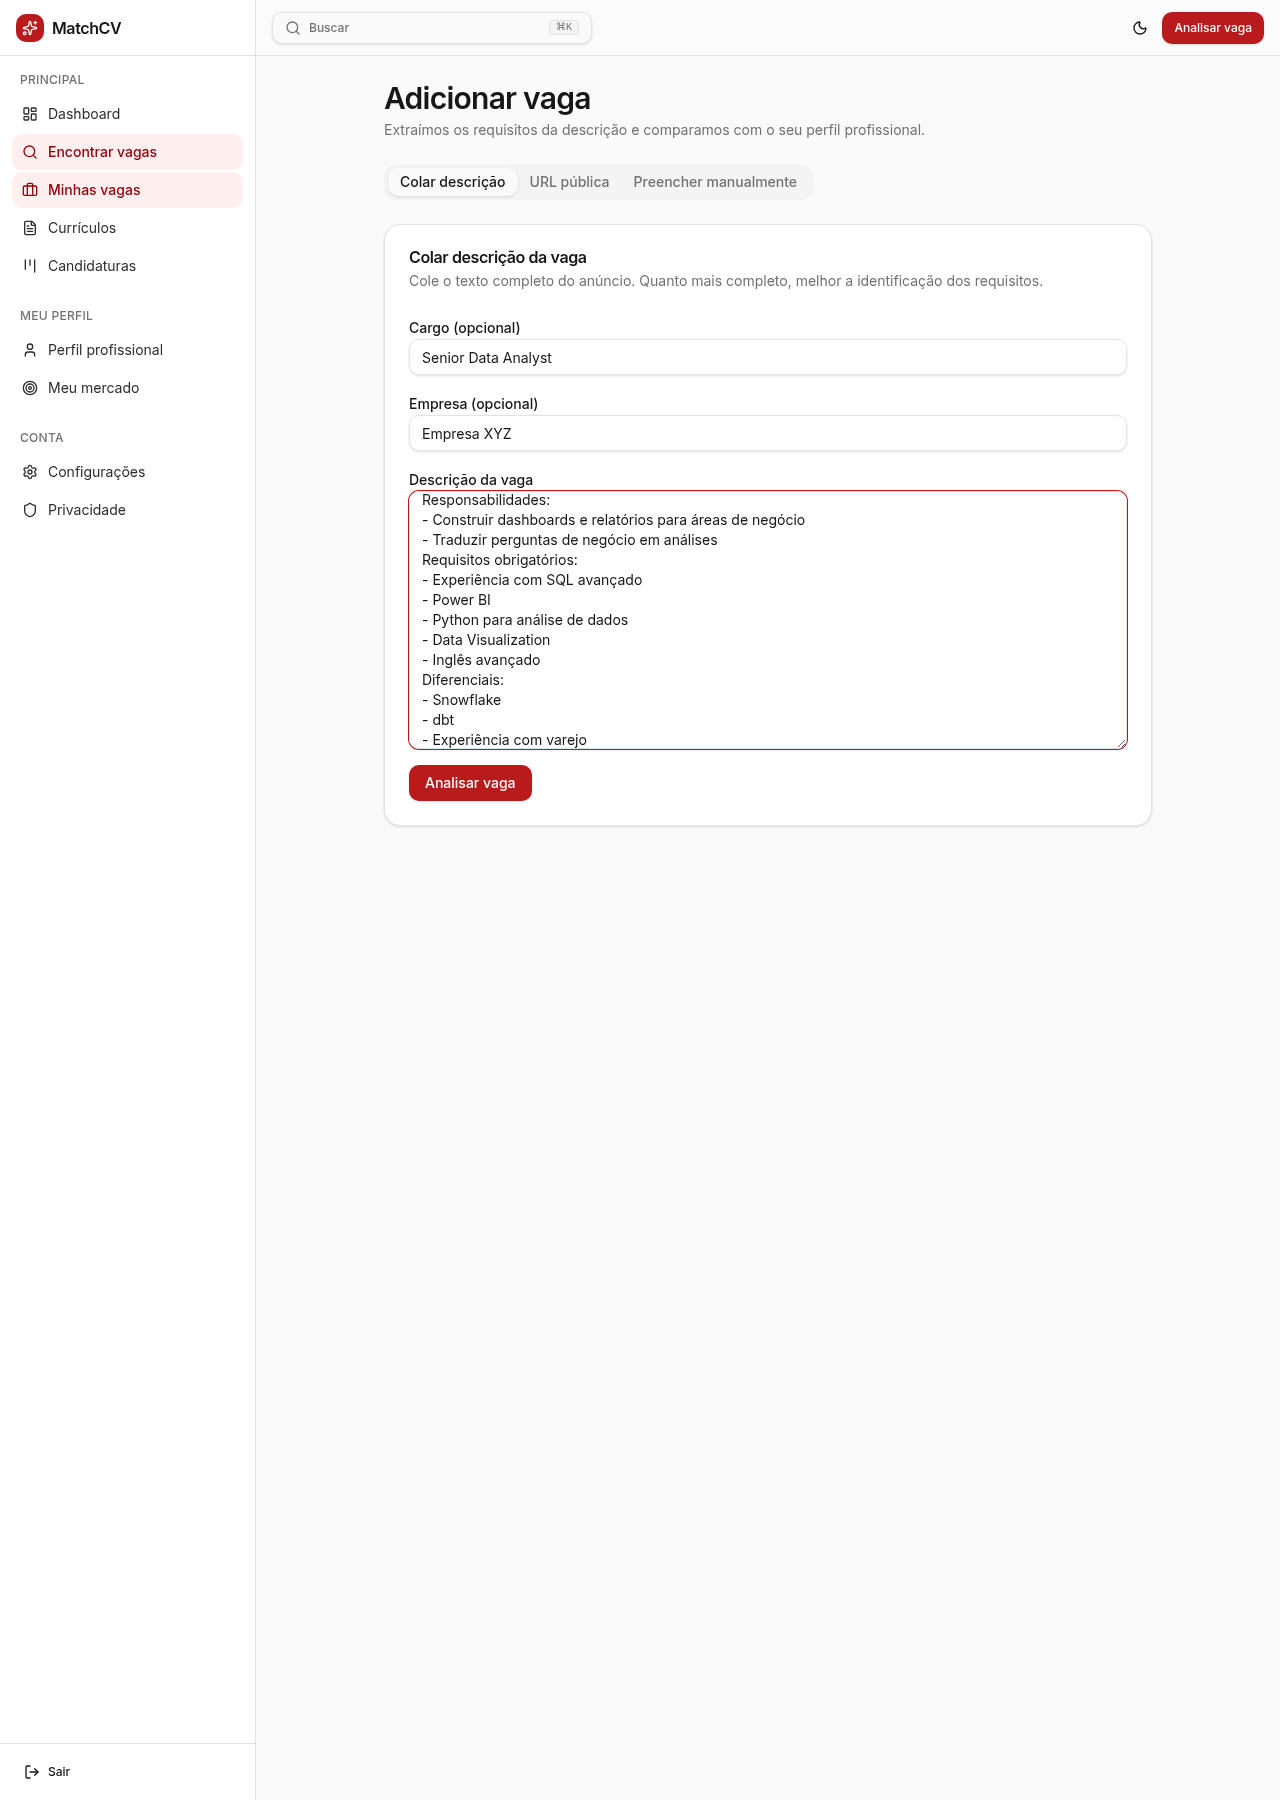 MatchCV
Buscar
⌘K
Analisar vaga
PRINCIPAL
Dashboard
Encontrar vagas
Minhas vagas
Currículos
Candidaturas
MEU PERFIL
Perfil profissional
Meu mercado
CONTA
Configurações
Privacidade
Sair
Adicionar vaga
Extraímos os requisitos da descrição e comparamos com o seu perfil profissional.
Colar descrição
URL pública
Preencher manualmente
Colar descrição da vaga
Cole o texto completo do anúncio. Quanto mais completo, melhor a identificação dos requisitos.
Cargo (opcional)
Senior Data Analyst
Empresa (opcional)
Empresa XYZ
Descrição da vaga
Responsabilidades:
- Construir dashboards e relatórios para áreas de negócio
- Traduzir perguntas de negócio em análises
Requisitos obrigatórios:
- Experiência com SQL avançado
- Power BI
- Python para análise de dados
- Data Visualization
- Inglês avançado
Diferenciais:
- Snowflake
- dbt
- Experiência com varejo
Analisar vaga